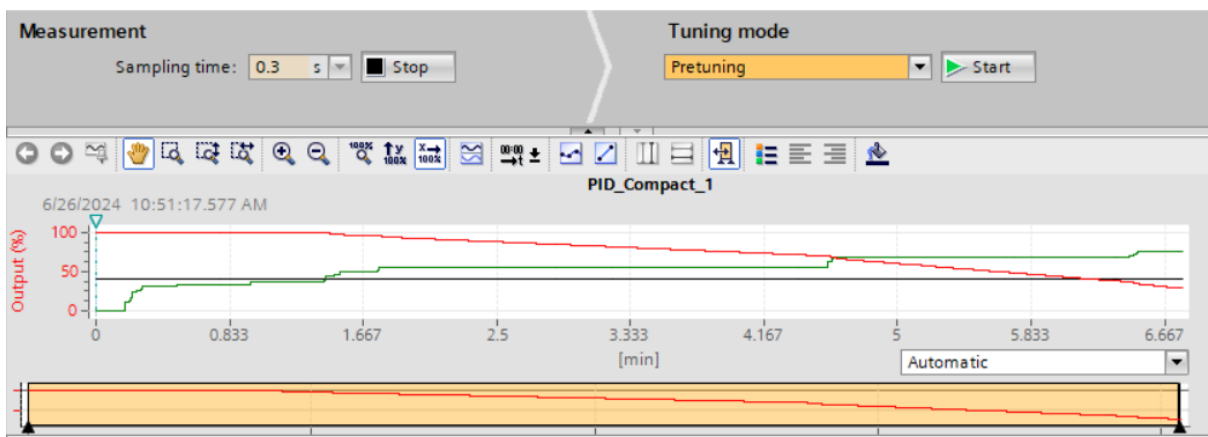 Measurement
Tuning mode
Sampling time: 0.3 s Stop
Pretuning Start
PID_Compact_1
6/26/2024 10:51:17.577 AM
Output (%)
100
50
0
0 0.833 1.667 2.5 3.333 4.167 5 5.833 6.667
[min]
Automatic